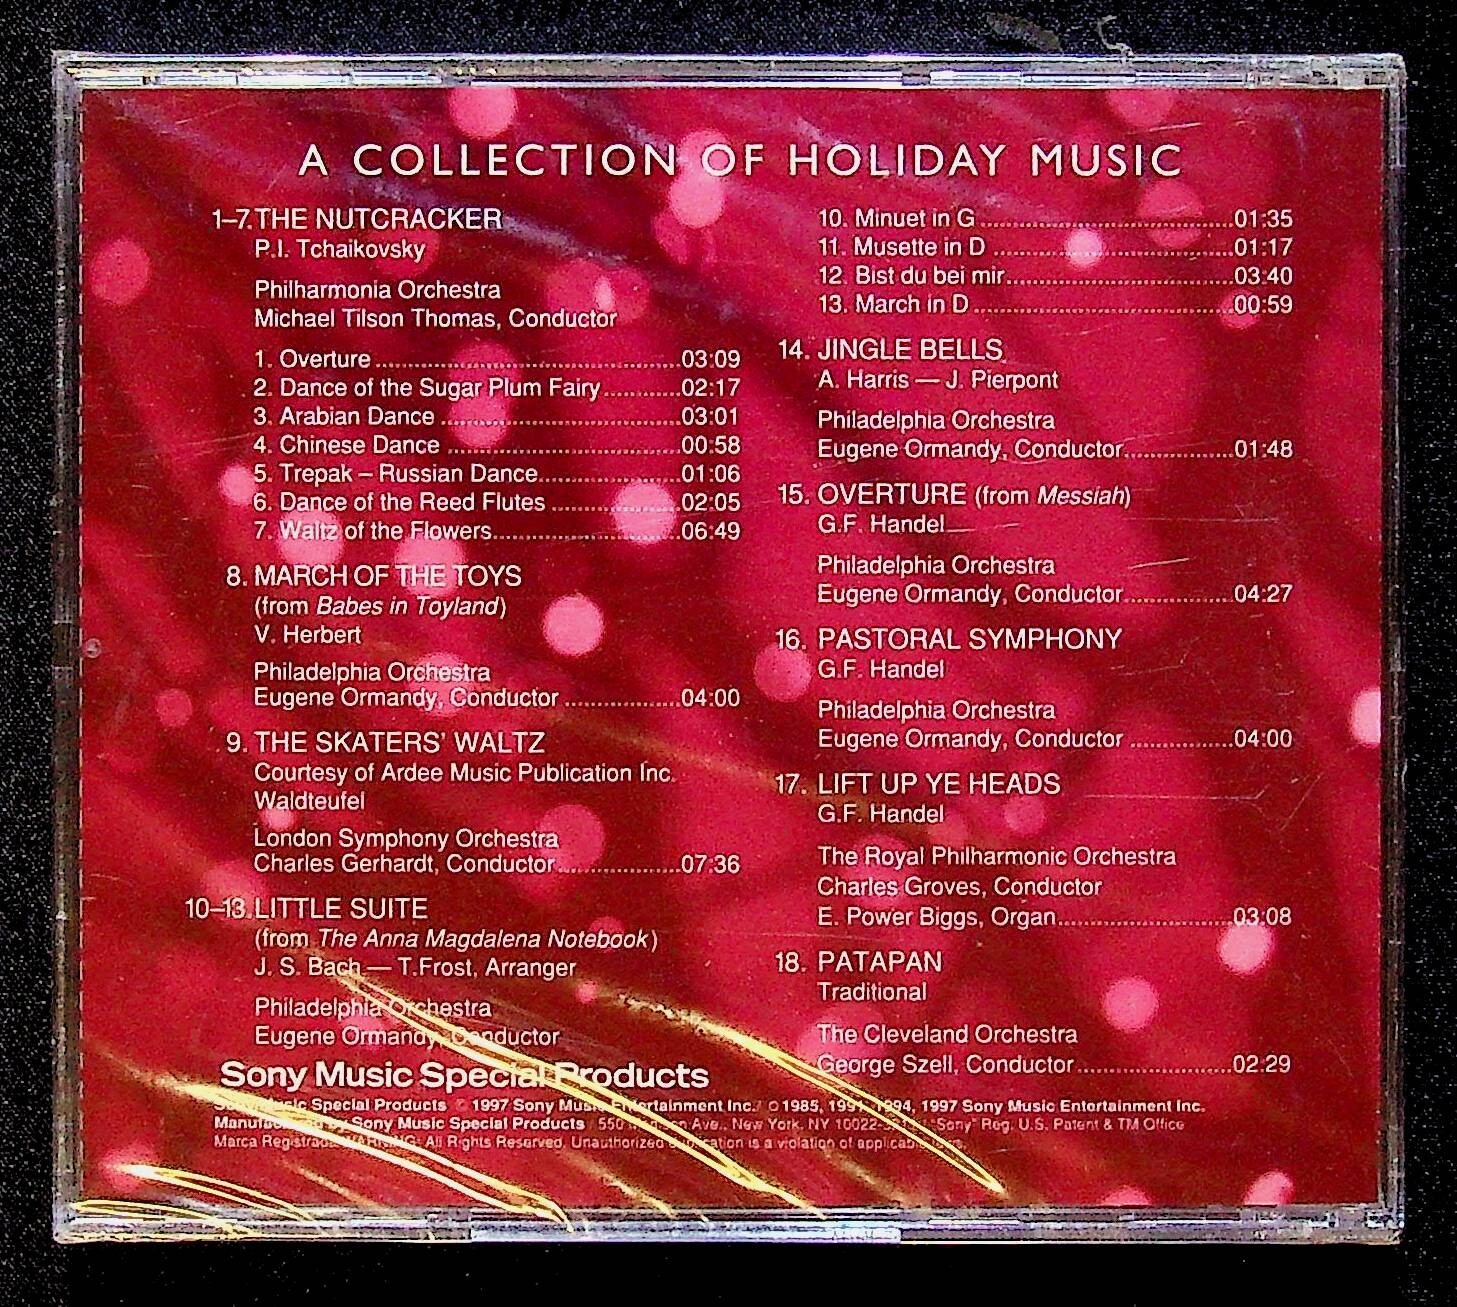 A COLLECTION OF HOLIDAY MUSIC
1–7. THE NUTCRACKER
P.I. Tchaikovsky
Philharmonia Orchestra
Michael Tilson Thomas, Conductor
1. Overture ........ 03:09
2. Dance of the Sugar Plum Fairy ........ 02:17
3. Arabian Dance ........ 03:01
4. Chinese Dance ........ 00:58
5. Trepak – Russian Dance ........ 01:06
6. Dance of the Reed Flutes ........ 02:05
7. Waltz of the Flowers ........ 06:49
8. MARCH OF THE TOYS
(from Babes in Toyland)
V. Herbert
Philadelphia Orchestra
Eugene Ormandy, Conductor ........ 04:00
9. THE SKATERS' WALTZ
Courtesy of Ardee Music Publication Inc.
Waldteufel
London Symphony Orchestra
Charles Gerhardt, Conductor ........ 07:36
10–13. LITTLE SUITE
(from The Anna Magdalena Notebook)
J. S. Bach — T.Frost, Arranger
Philadelphia Orchestra
Eugene Ormandy, Conductor
10. Minuet in G ........ 01:35
11. Musette in D ........ 01:17
12. Bist du bei mir ........ 03:40
13. March in D ........ 00:59
14. JINGLE BELLS
A. Harris — J. Pierpont
Philadelphia Orchestra
Eugene Ormandy, Conductor ........ 01:48
15. OVERTURE (from Messiah)
G.F. Handel
Philadelphia Orchestra
Eugene Ormandy, Conductor ........ 04:27
16. PASTORAL SYMPHONY
G.F. Handel
Philadelphia Orchestra
Eugene Ormandy, Conductor ........ 04:00
17. LIFT UP YE HEADS
G.F. Handel
The Royal Philharmonic Orchestra
Charles Groves, Conductor
E. Power Biggs, Organ ........ 03:08
18. PATAPAN
Traditional
The Cleveland Orchestra
George Szell, Conductor ........ 02:29
Sony Music Special Products
Music Special Products ℗ 1997 Sony Music Entertainment Inc./ © 1985, 1994, 1997 Sony Music Entertainment Inc.
Manufactured by Sony Music Special Products / 550 Ave., New York, NY 10022- "Sony" Reg. U.S. Patent & TM Office
Marca Registrada/WARNING: All Rights Reserved. Unauthorized is a violation of applicable